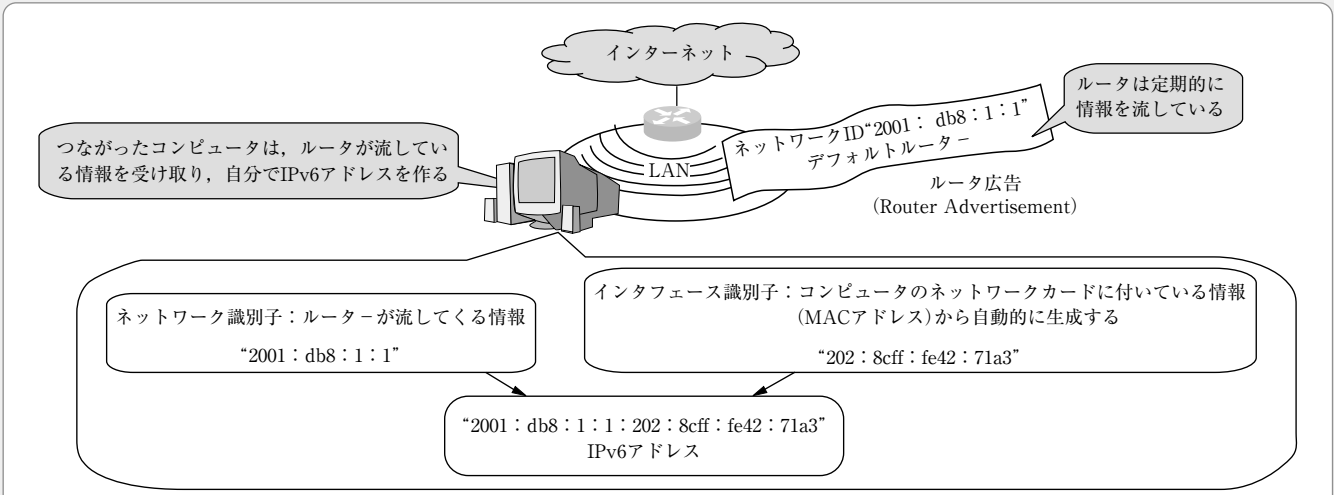 インターネット
ルータは定期的に
情報を流している
ネットワークID“2001：db8：1：1”
デフォルトルータ－
つながったコンピュータは，ルータが流してい
る情報を受け取り，自分でIPv6アドレスを作る
LAN
ルータ広告
(Router Advertisement)
ネットワーク識別子：ルータ－が流してくる情報
“2001：db8：1：1”
インタフェース識別子：コンピュータのネットワークカードに付いている情報
(MACアドレス)から自動的に生成する
“202：8cff：fe42：71a3”
“2001：db8：1：1：202：8cff：fe42：71a3”
IPv6アドレス